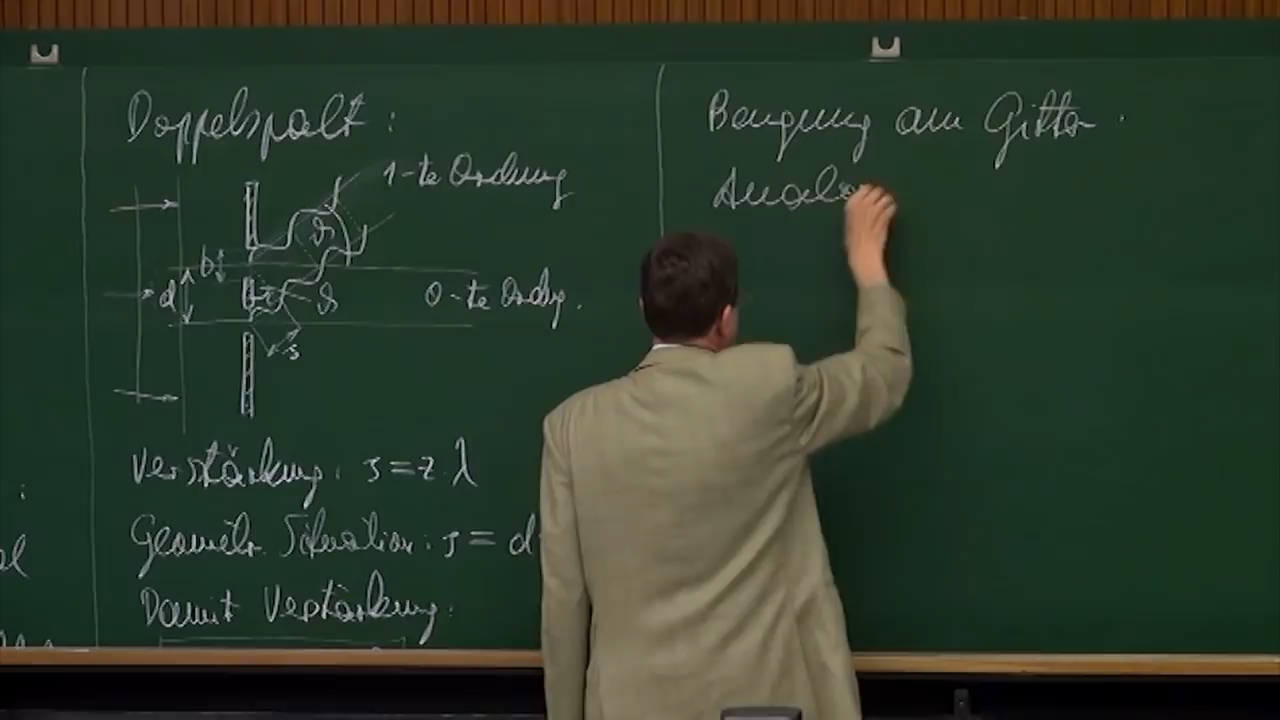 Doppelspalt:
1-te Ordnung
ϑ
b
d
ϑ
0-te Ordng.
s
Verstärkung: s = z λ
Geometr. Situation: s = d
Damit Verstärkung:
Beugung am Gitter.
Analo